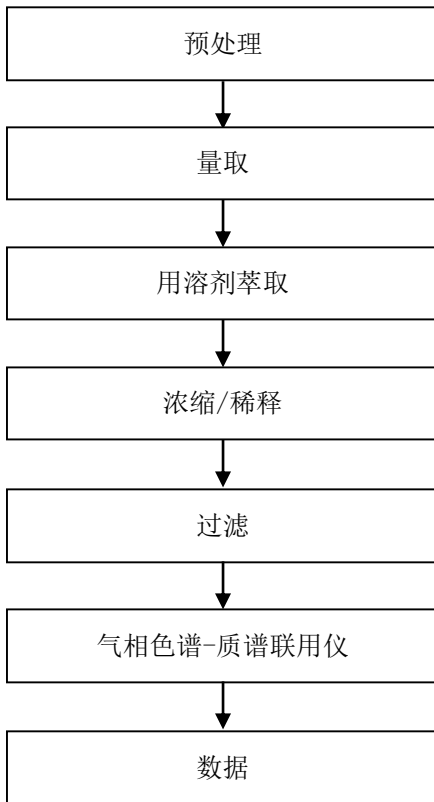 预处理
量取
用溶剂萃取
浓缩/稀释
过滤
气相色谱-质谱联用仪
数据